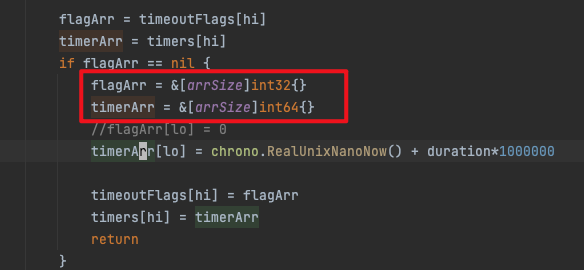 flagArr = timeoutFlags[hi]
timerArr = timers[hi]
if flagArr == nil {
flagArr = &[arrSize]int32{}
timerArr = &[arrSize]int64{}
//flagArr[lo] = 0
timerArr[lo] = chrono.RealUnixNanoNow() + duration*1000000
timeoutFlags[hi] = flagArr
timers[hi] = timerArr
return
}